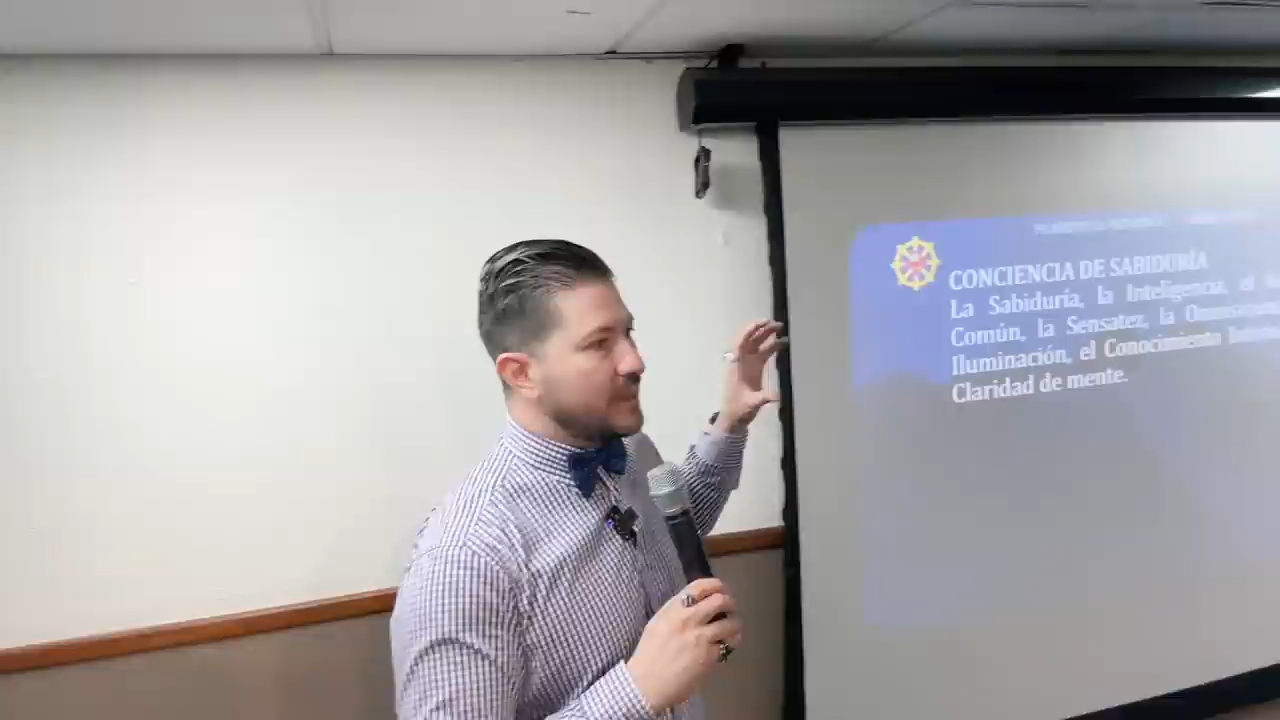 CONCIENCIA DE SABIDURÍA
La Sabiduría, la Inteligencia, el
Común, la Sensatez, la
Iluminación, el Conocimiento
Claridad de mente.